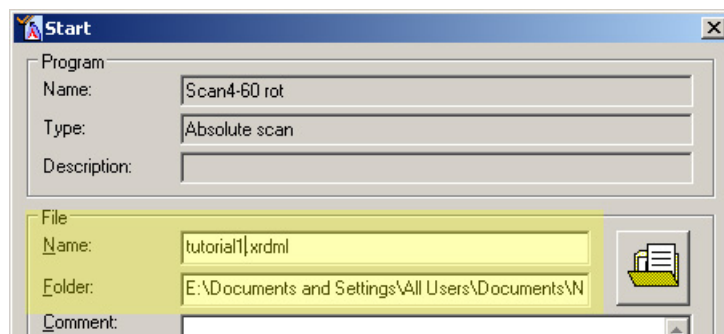 Start
Program
Name: Scan4-60 rot
Type: Absolute scan
Description:
File
Name: tutorial1.xrdml
Folder: E:\Documents and Settings\All Users\Documents\N
Comment: